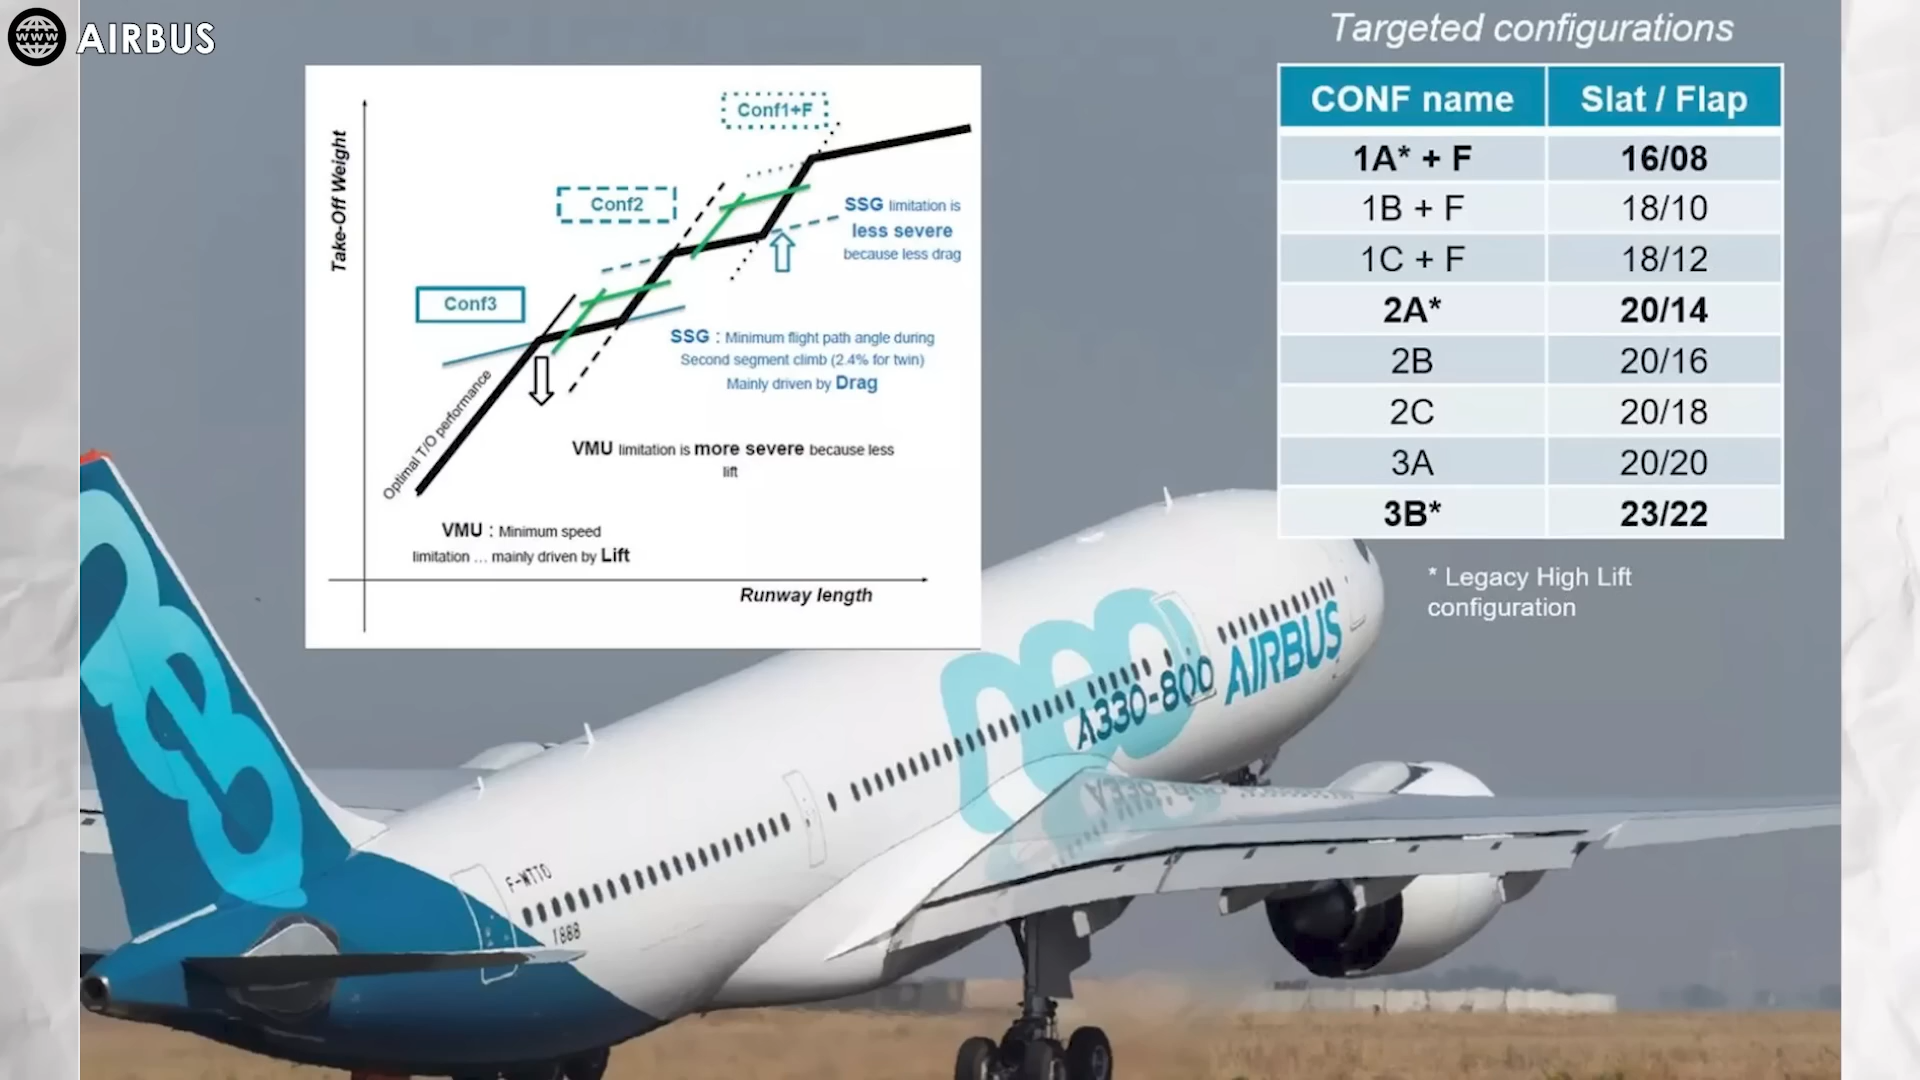 WWW AIRBUS
Targeted configurations
CONF name Slat / Flap
1A* + F 16/08
1B + F 18/10
1C + F 18/12
2A* 20/14
2B 20/16
2C 20/18
3A 20/20
3B* 23/22
* Legacy High Lift
configuration
Take-Off Weight
Conf1+F
Conf2
SSG limitation is
less severe
because less drag
Conf3
SSG : Minimum flight path angle during
Second segment climb (2.4% for twin)
Mainly driven by Drag
Optimal T/O performance
VMU limitation is more severe because less
lift
VMU : Minimum speed
limitation ... mainly driven by Lift
Runway length
neo
A330-800 AIRBUS
F-WTTO
1888